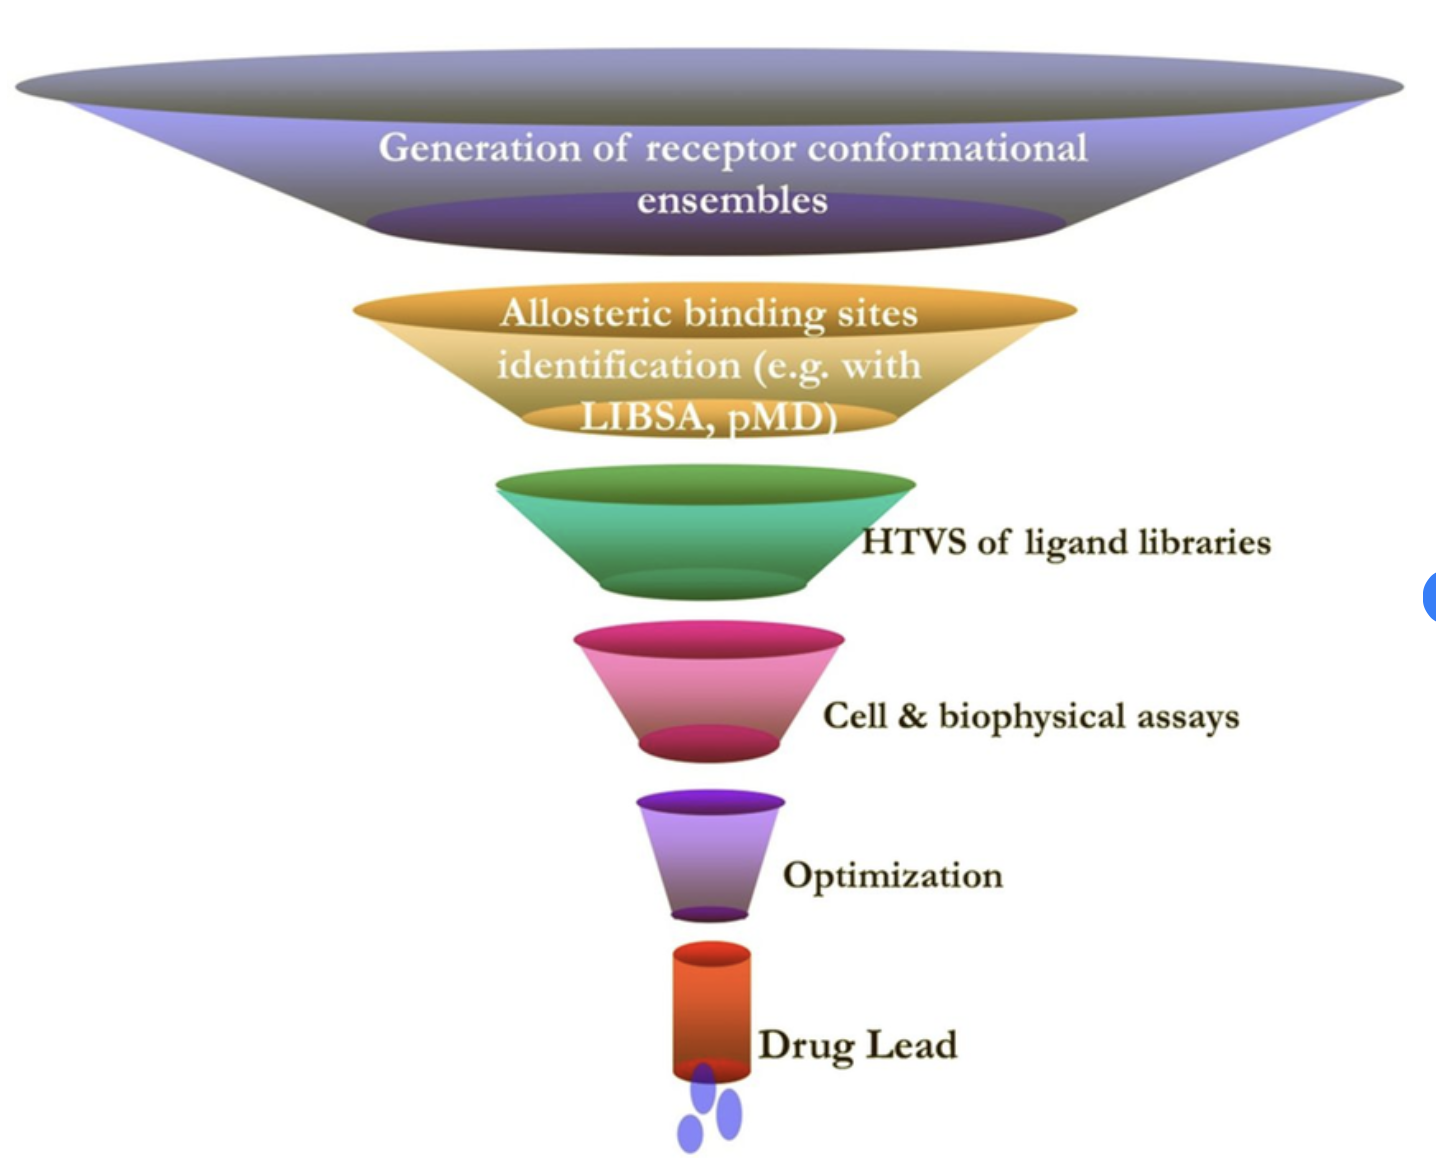 Generation of receptor conformational
ensembles
Allosteric binding sites
identification (e.g. with
LIBSA, pMD)
HTVS of ligand libraries
Cell & biophysical assays
Optimization
Drug Lead